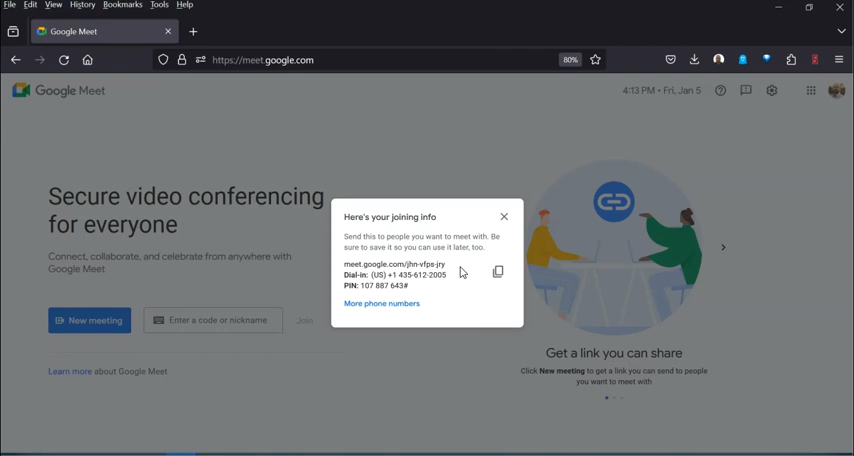 File Edit View History Bookmarks Tools Help
Google Meet
https://meet.google.com
80%
Google Meet
4:13 PM • Fri, Jan 5
Secure video conferencing
for everyone
Connect, collaborate, and celebrate from anywhere with
Google Meet
New meeting
Enter a code or nickname
Join
Learn more about Google Meet
Here's your joining info
Send this to people you want to meet with. Be
sure to save it so you can use it later, too.
meet.google.com/jhn-vfps-jry
Dial-in: (US) +1 435-612-2005
PIN: 107 887 643#
More phone numbers
Get a link you can share
Click New meeting to get a link you can send to people
you want to meet with